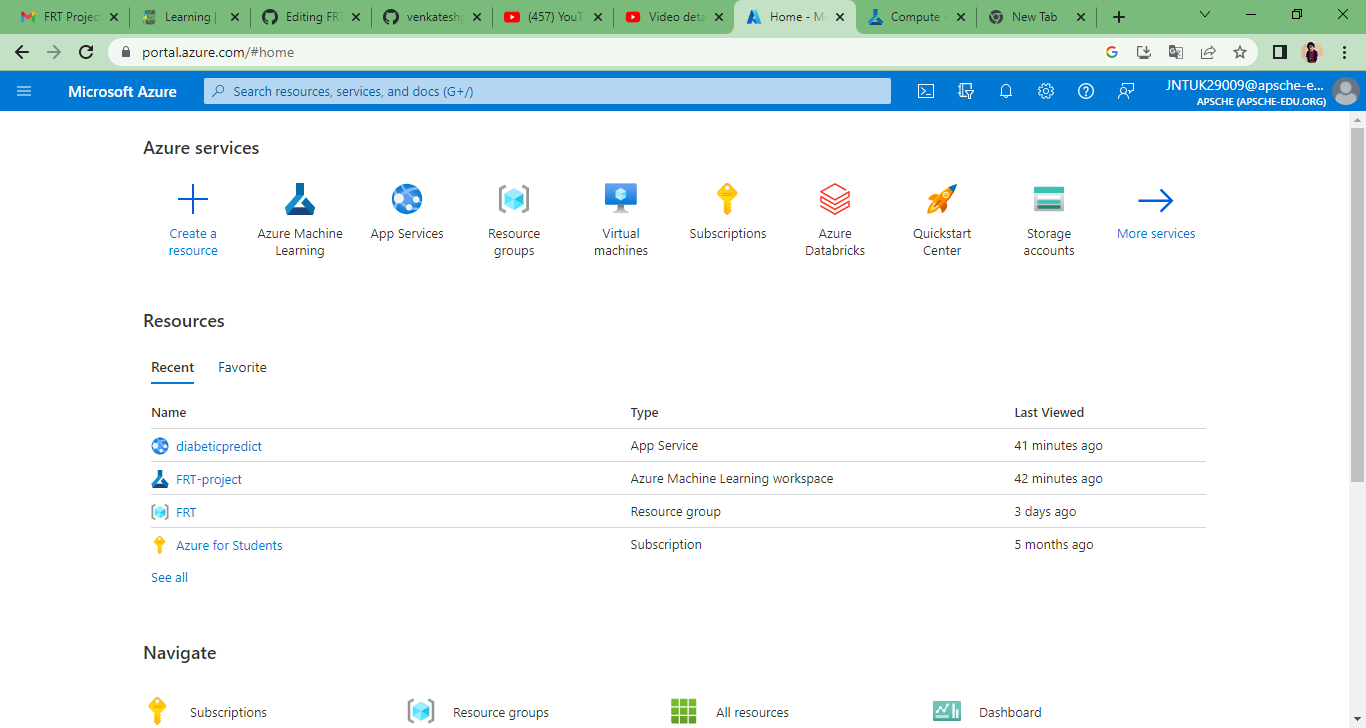 FRT Projec
Learning |
Editing FR
venkateshg
(457) YouT
Video deta
Home - Mi
Compute -
New Tab
portal.azure.com/#home
Microsoft Azure
Search resources, services, and docs (G+/)
JNTUK29009@apsche-e...
APSCHE (APSCHE-EDU.ORG)
Azure services
Create a
resource
Azure Machine
Learning
App Services
Resource
groups
Virtual
machines
Subscriptions
Azure
Databricks
Quickstart
Center
Storage
accounts
More services
Resources
Recent Favorite
Name Type Last Viewed
diabeticpredict App Service 41 minutes ago
FRT-project Azure Machine Learning workspace 42 minutes ago
FRT Resource group 3 days ago
Azure for Students Subscription 5 months ago
See all
Navigate
Subscriptions Resource groups All resources Dashboard